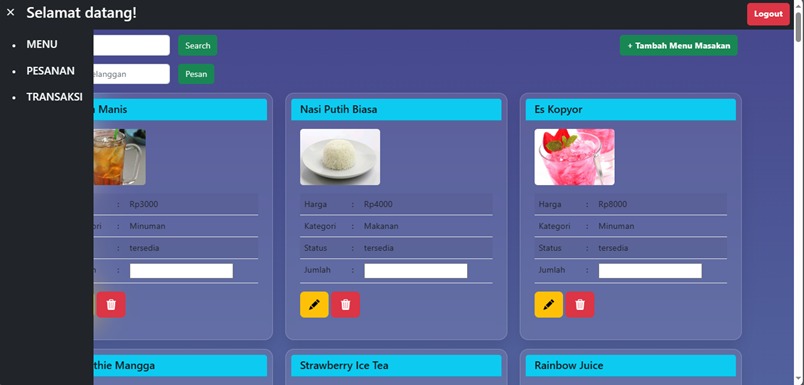 ✕ Selamat datang!
Logout
• MENU
• PESANAN
• TRANSAKSI
Search
+ Tambah Menu Masakan
elanggan
Pesan
Manis
: Rp3000
ori : Minuman
: tersedia
h :
Nasi Putih Biasa
Harga : Rp4000
Kategori : Makanan
Status : tersedia
Jumlah :
Es Kopyor
Harga : Rp8000
Kategori : Minuman
Status : tersedia
Jumlah :
thie Mangga
Strawberry Ice Tea
Rainbow Juice